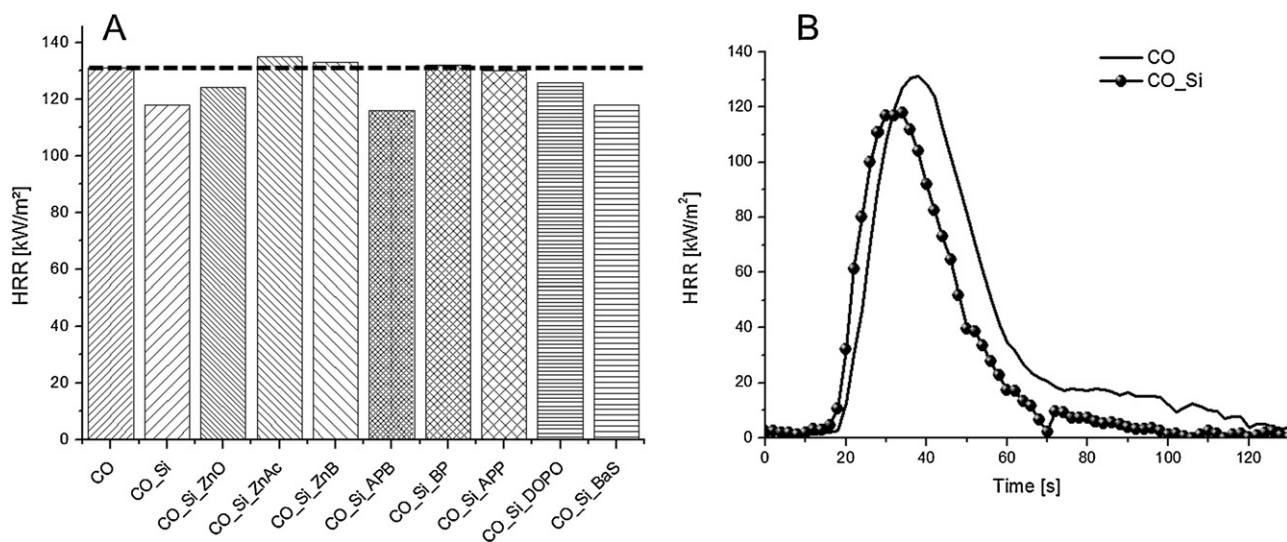 A
HRR [kW/m²]
140
120
100
80
60
40
20
0
CO
CO_Si
CO_Si_ZnO
CO_Si_ZnAc
CO_Si_ZnB
CO_Si_APB
CO_Si_BP
CO_Si_APP
CO_Si_DOPO
CO_Si_BaS
B
CO
CO_Si
HRR [kW/m²]
140
120
100
80
60
40
20
0
0 20 40 60 80 100 120
Time [s]